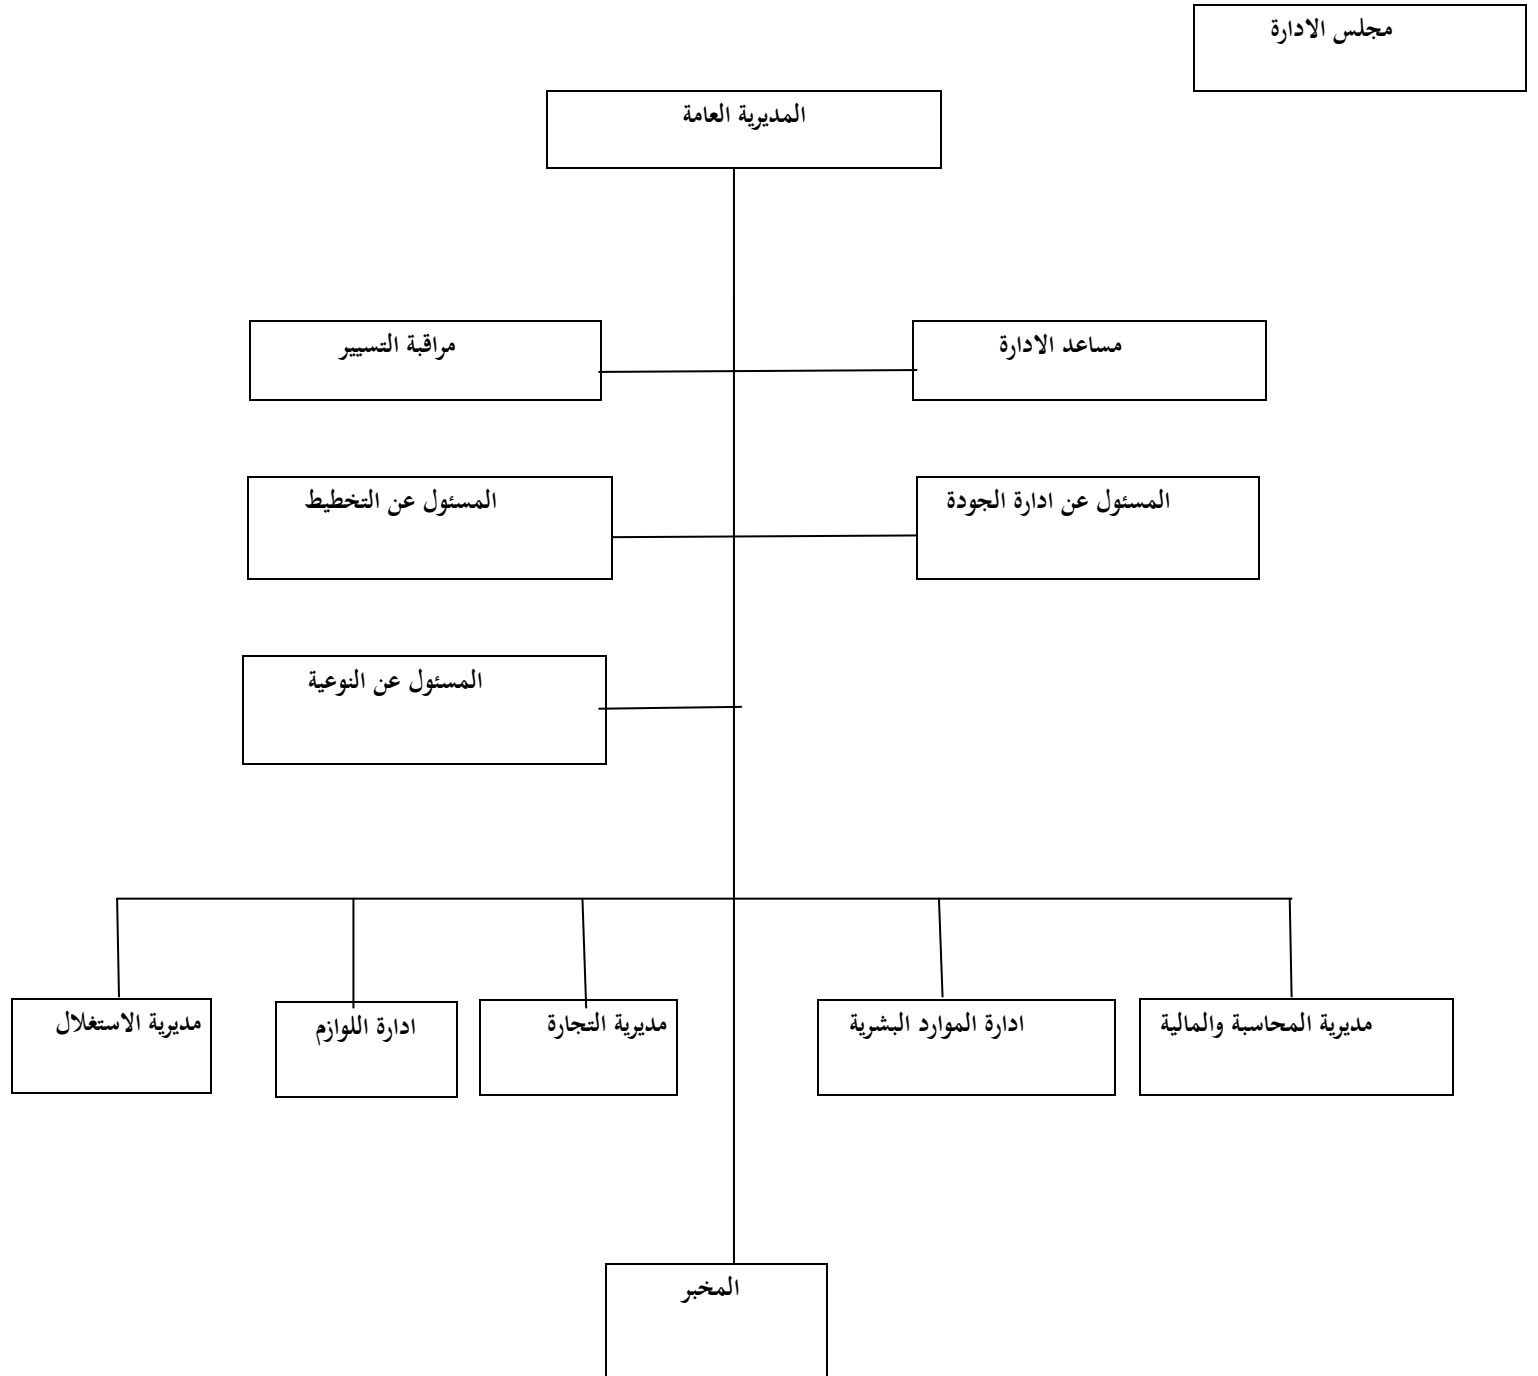 مجلس الادارة
المديرية العامة
مساعد الادارة
مراقبة التسيير
المسئول عن ادارة الجودة
المسئول عن التخطيط
المسئول عن النوعية
مديرية المحاسبة والمالية
ادارة الموارد البشرية
مديرية التجارة
ادارة اللوازم
مديرية الاستغلال
المخبر